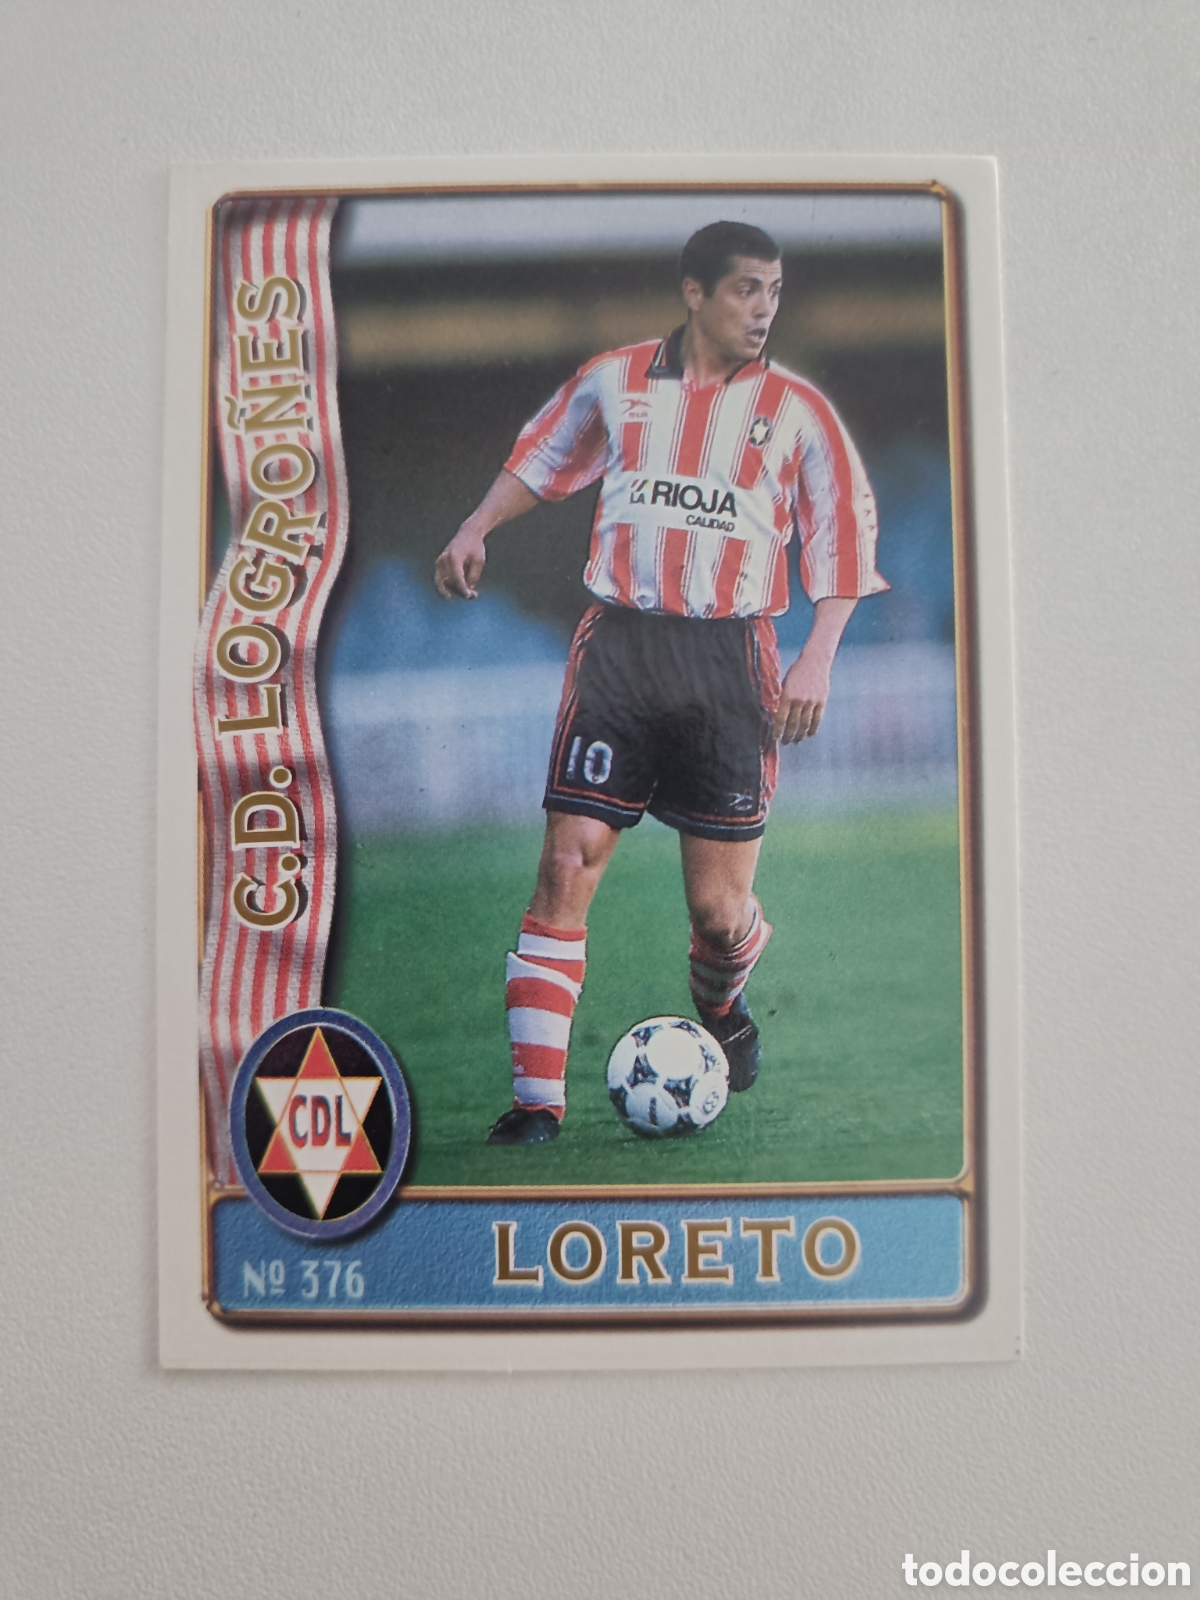 C.D. LOGROÑES
LA RIOJA
CALIDAD
10
CDL
Nº 376
LORETO
todocoleccion